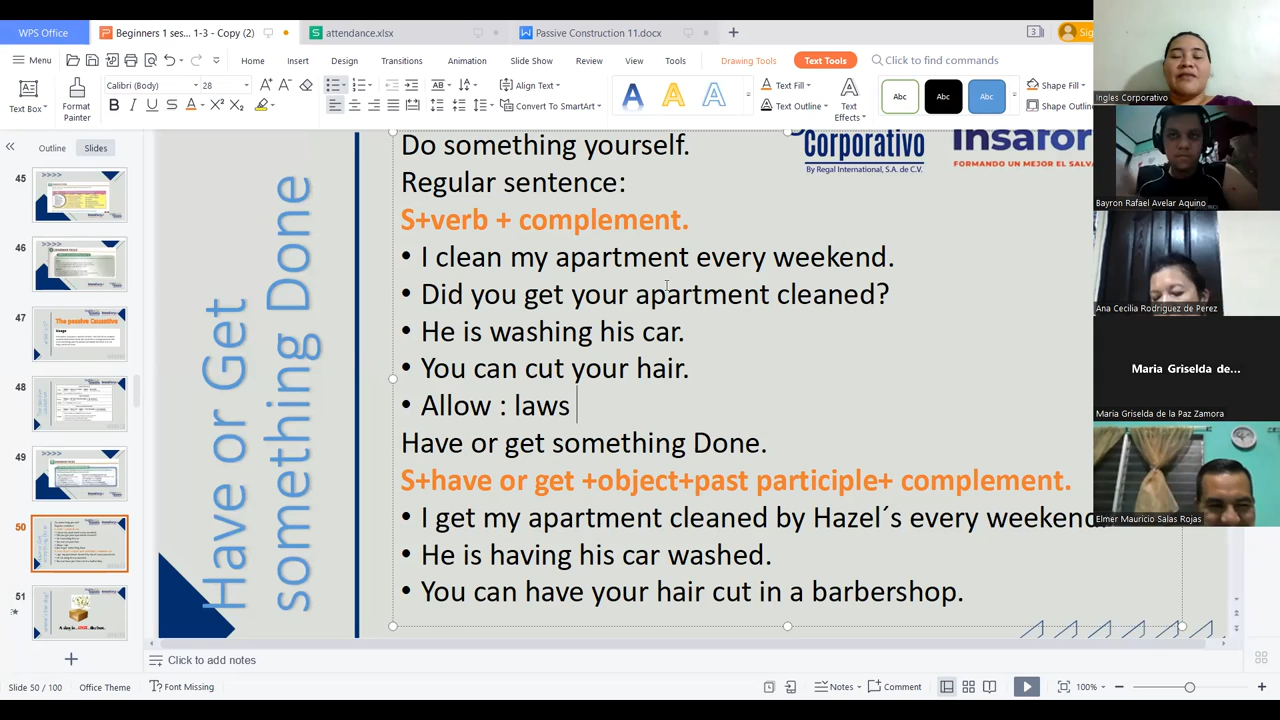 WPS Office
Beginners 1 ses... 1-3 - Copy (2)
attendance.xlsx
Passive Construction 11.docx
Menu
Home
Insert
Design
Transitions
Animation
Slide Show
Review
View
Tools
Drawing Tools
Text Tools
Click to find commands
Text Box
Format Painter
Calibri (Body)
28
Align Text
Convert To SmartArt
Text Fill
Text Outline
Text Effects
Abc
Abc
Abc
Shape Fill
Shape Outlin
Outline
Slides
45
46
47
48
49
50
51
Have or Get
something Done
Corporativo
By Regal International, S.A. de C.V.
Insafor
FORMANDO UN MEJOR EL SALVA
Do something yourself.
Regular sentence:
S+verb + complement.
• I clean my apartment every weekend.
• Did you get your apartment cleaned?
• He is washing his car.
• You can cut your hair.
• Allow : laws
Have or get something Done.
S+have or get +object+past participle+ complement.
• I get my apartment cleaned by Hazel´s every weekend.
• He is having his car washed.
• You can have your hair cut in a barbershop.
Click to add notes
Slide 50 / 100
Office Theme
Font Missing
Notes
Comment
100%
Ingles Corporativo
Bayron Rafael Avelar Aquino
Ana Cecilia Rodriguez de Perez
Maria Griselda de...
Maria Griselda de la Paz Zamora
Elmer Mauricio Salas Rojas